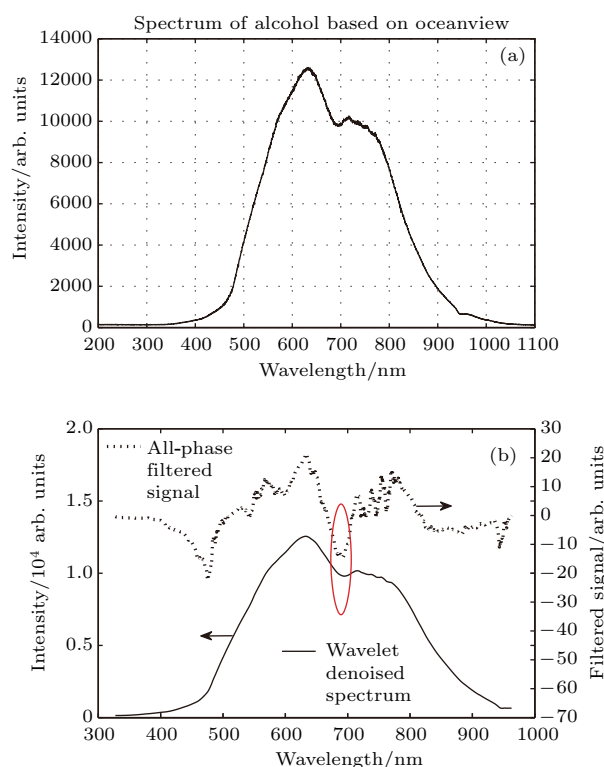 Spectrum of alcohol based on oceanview
(a)
Intensity/arb. units
14000
12000
10000
8000
6000
4000
2000
0
200 300 400 500 600 700 800 900 1000 1100
Wavelength/nm
(b)
All-phase
filtered
signal
Wavelet
denoised
spectrum
Intensity/10⁴ arb. units
2.0
1.5
1.0
0.5
0
Filtered signal/arb. units
30
20
10
0
−10
−20
−30
−40
−50
−60
−70
300 400 500 600 700 800 900 1000
Wavelength/nm